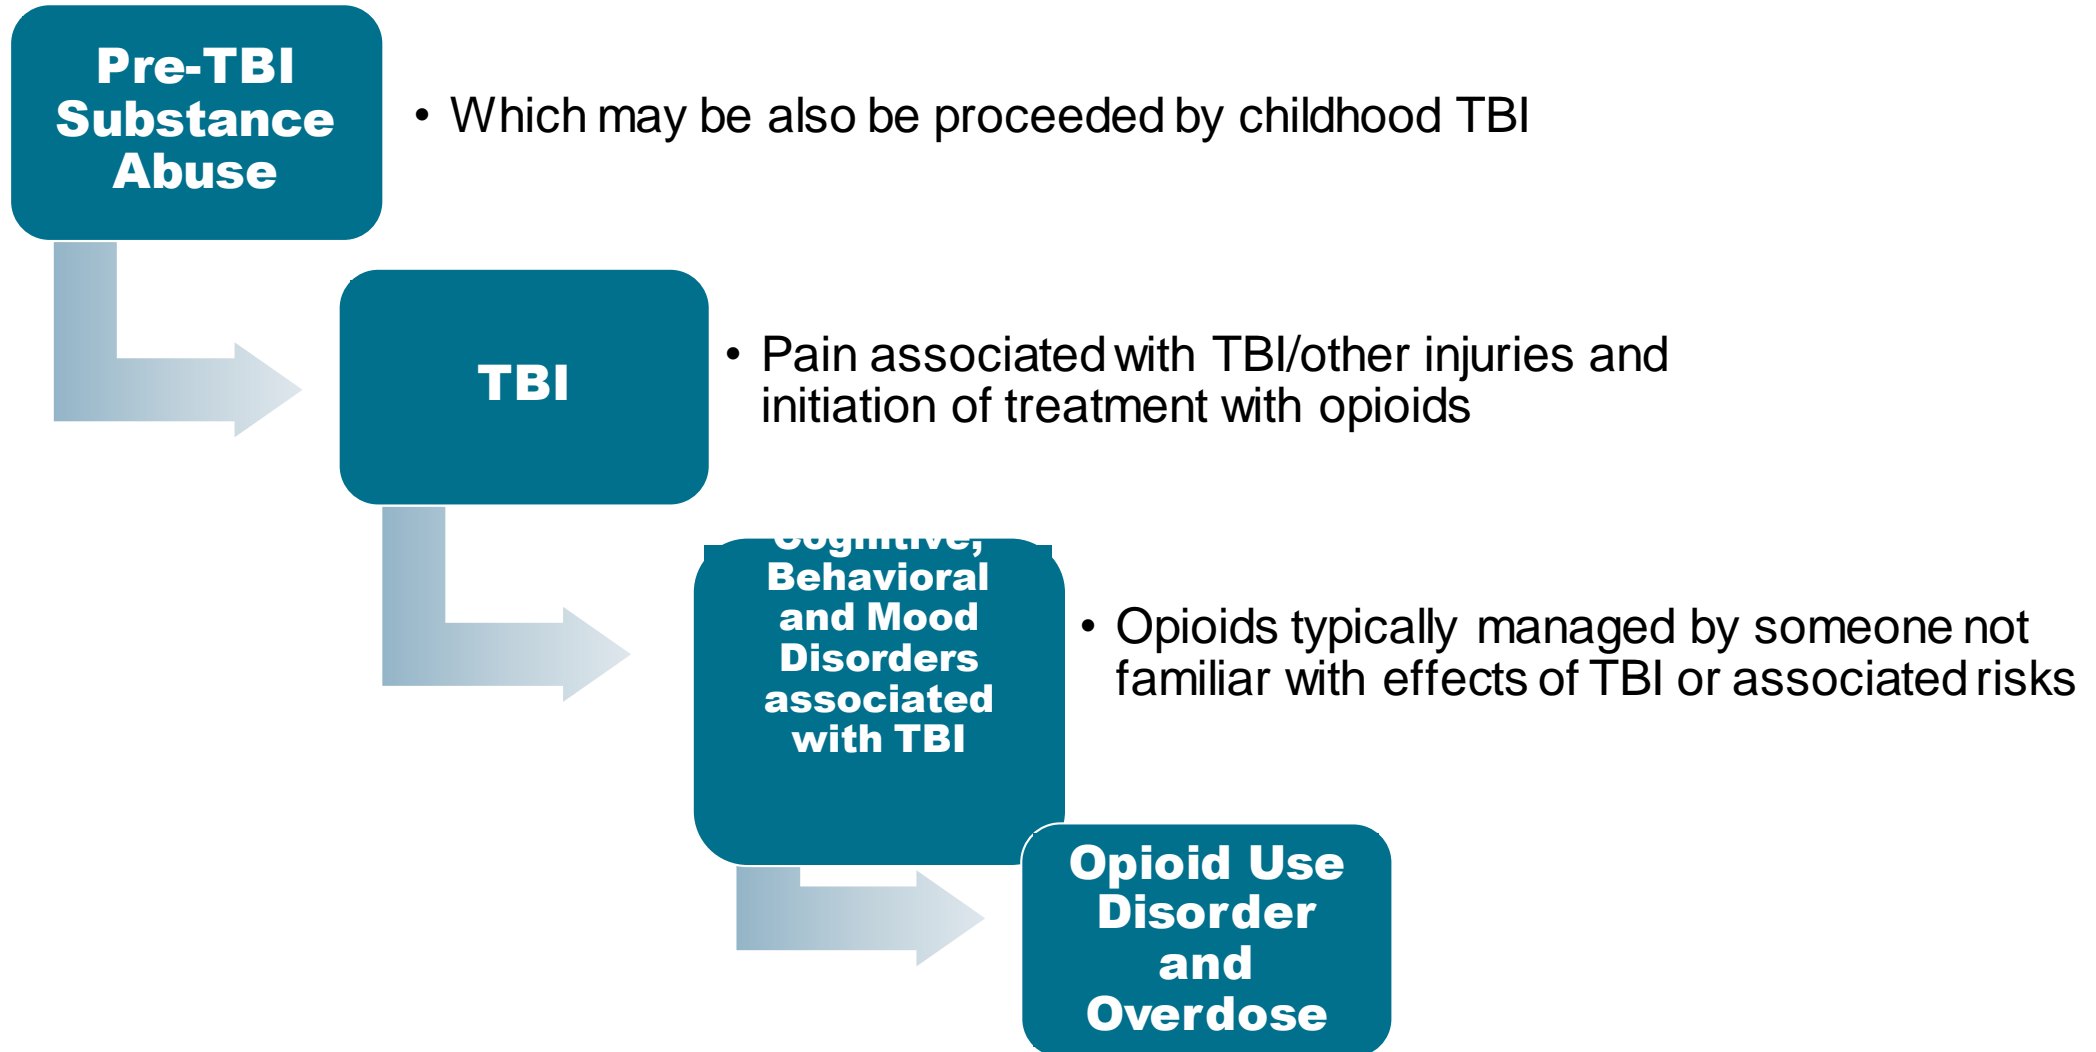 Pre-TBI
Substance
Abuse
• Which may be also be proceeded by childhood TBI
TBI
• Pain associated with TBI/other injuries and
initiation of treatment with opioids
Cognitive,
Behavioral
and Mood
Disorders
associated
with TBI
• Opioids typically managed by someone not
familiar with effects of TBI or associated risks
Opioid Use
Disorder
and
Overdose